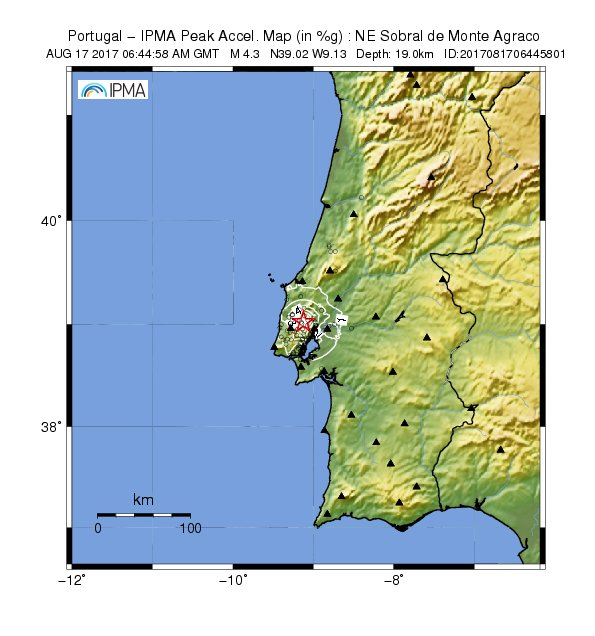 Portugal – IPMA Peak Accel. Map (in %g) : NE Sobral de Monte Agraco
AUG 17 2017 06:44:58 AM GMT M 4.3 N39.02 W9.13 Depth: 19.0km ID:2017081706445801
IPMA
40°
1
38°
km
0 100
-12° -10° -8°